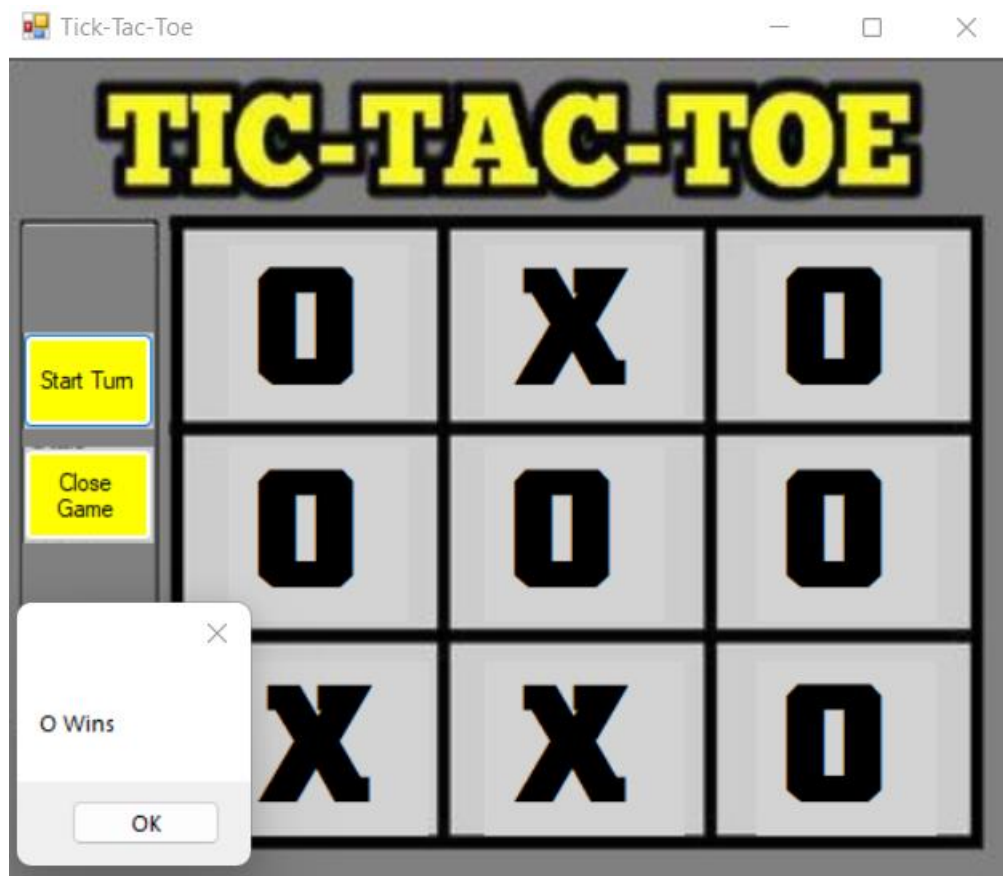 Tick-Tac-Toe
TIC-TAC-TOE
O X O
Start Turn
O O O
Close
Game
O Wins
X X O
OK